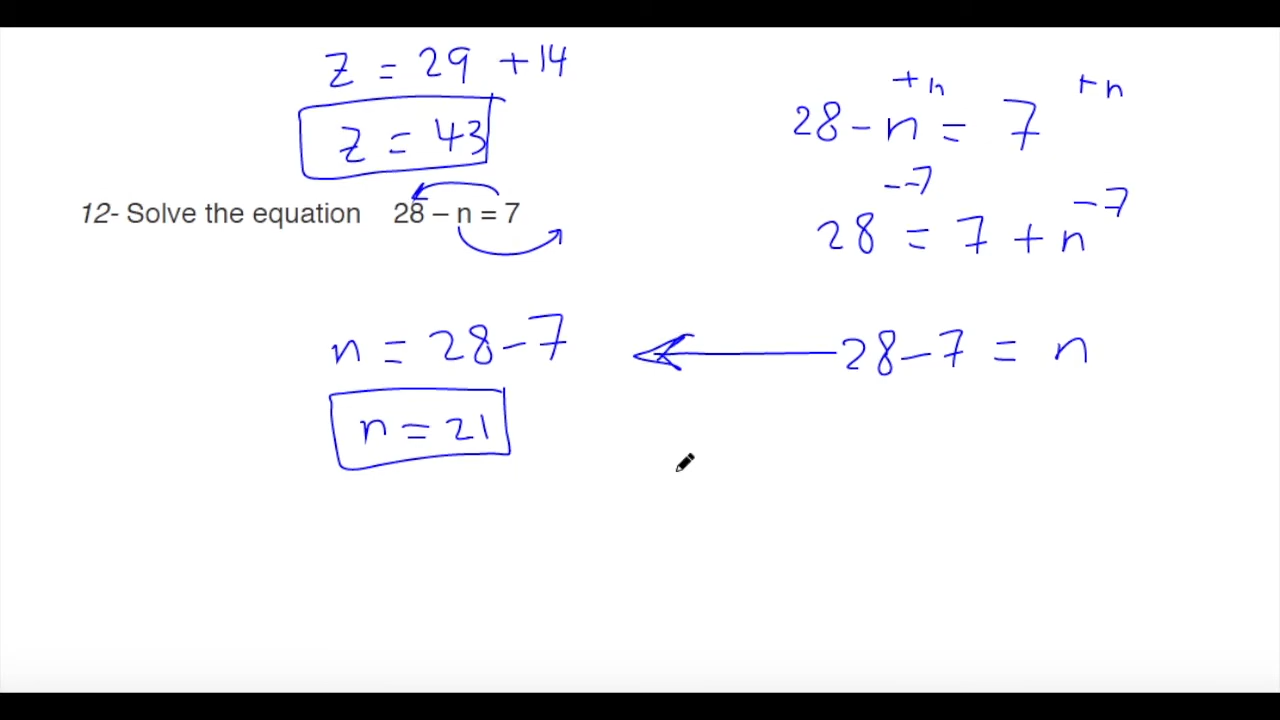 z = 29 + 14
z = 43
12- Solve the equation 28 – n = 7
n = 28 - 7
n = 21
+n +n
28 - n = 7
-7 -7
28 = 7 + n
28 - 7 = n